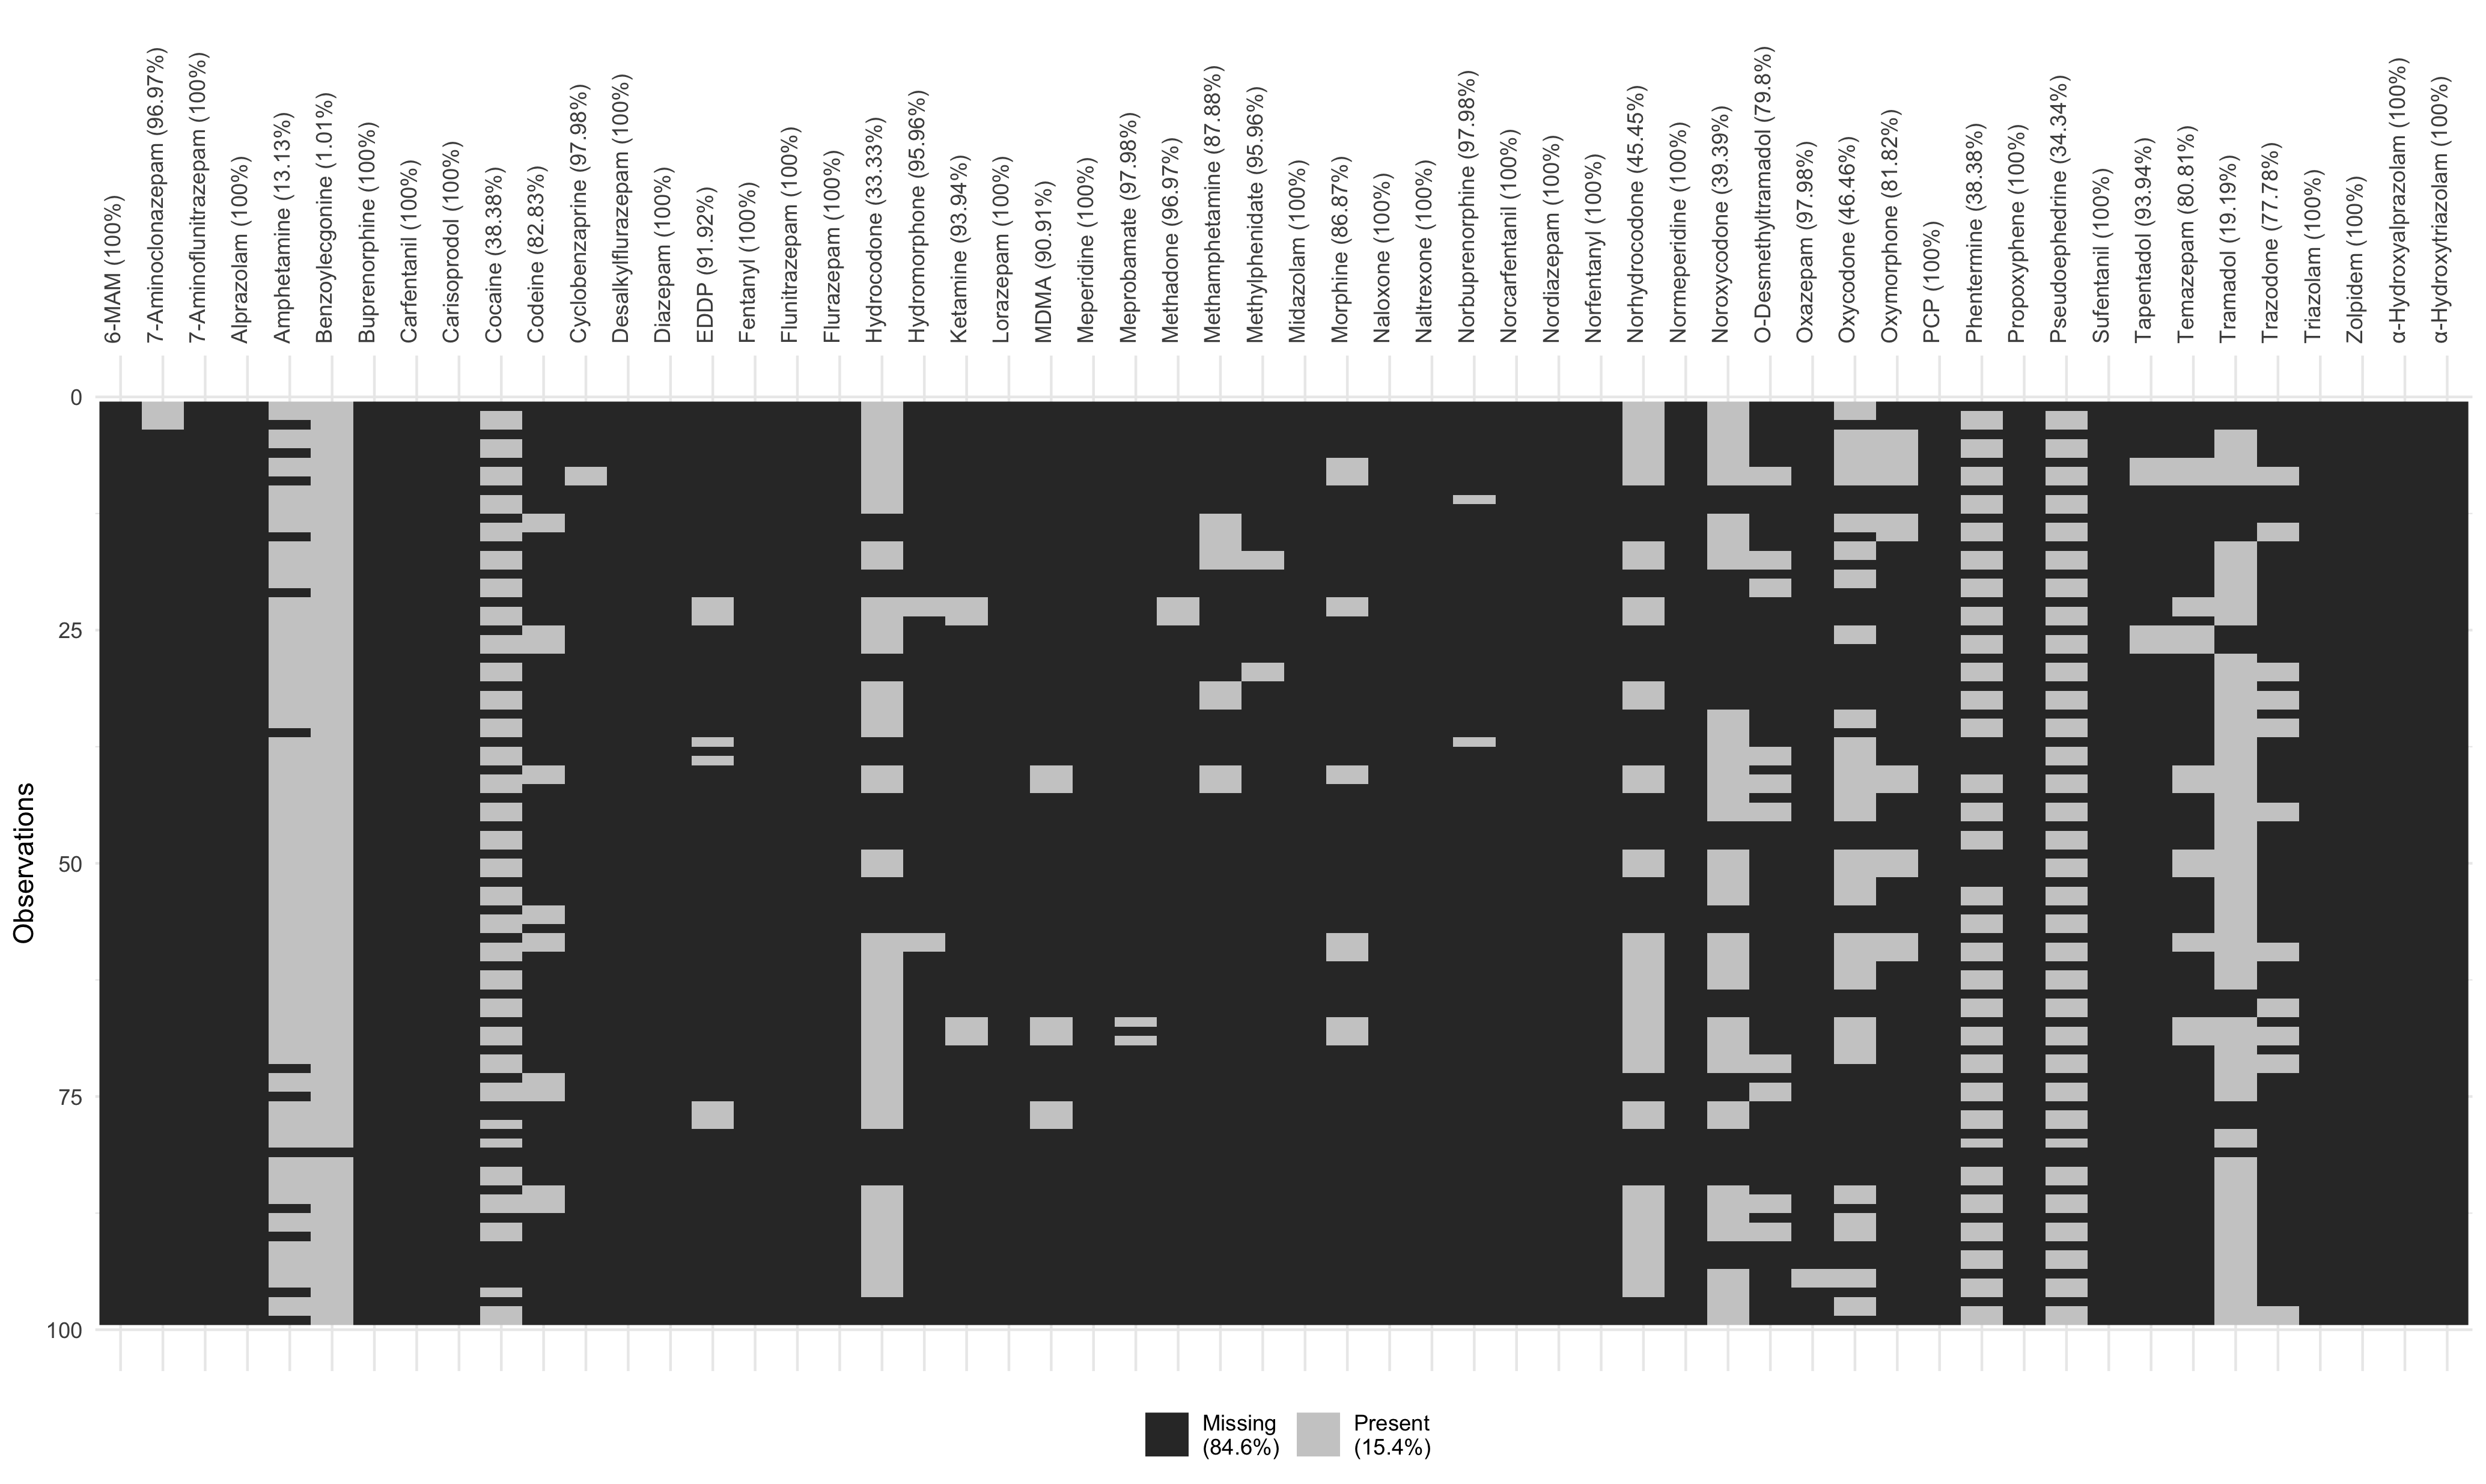 6-MAM (100%)
7-Aminoclonazepam (96.97%)
7-Aminoflunitrazepam (100%)
Alprazolam (100%)
Amphetamine (13.13%)
Benzoylecgonine (1.01%)
Buprenorphine (100%)
Carfentanil (100%)
Carisoprodol (100%)
Cocaine (38.38%)
Codeine (82.83%)
Cyclobenzaprine (97.98%)
Desalkylflurazepam (100%)
Diazepam (100%)
EDDP (91.92%)
Fentanyl (100%)
Flunitrazepam (100%)
Flurazepam (100%)
Hydrocodone (33.33%)
Hydromorphone (95.96%)
Ketamine (93.94%)
Lorazepam (100%)
MDMA (90.91%)
Meperidine (100%)
Meprobamate (97.98%)
Methadone (96.97%)
Methamphetamine (87.88%)
Methylphenidate (95.96%)
Midazolam (100%)
Morphine (86.87%)
Naloxone (100%)
Naltrexone (100%)
Norbuprenorphine (97.98%)
Norcarfentanil (100%)
Nordiazepam (100%)
Norfentanyl (100%)
Norhydrocodone (45.45%)
Normeperidine (100%)
Noroxycodone (39.39%)
O-Desmethyltramadol (79.8%)
Oxazepam (97.98%)
Oxycodone (46.46%)
Oxymorphone (81.82%)
PCP (100%)
Phentermine (38.38%)
Propoxyphene (100%)
Pseudoephedrine (34.34%)
Sufentanil (100%)
Tapentadol (93.94%)
Temazepam (80.81%)
Tramadol (19.19%)
Trazodone (77.78%)
Triazolam (100%)
Zolpidem (100%)
α-Hydroxyalprazolam (100%)
α-Hydroxytriazolam (100%)
0
25
50
75
100
Observations
Missing
(84.6%)
Present
(15.4%)